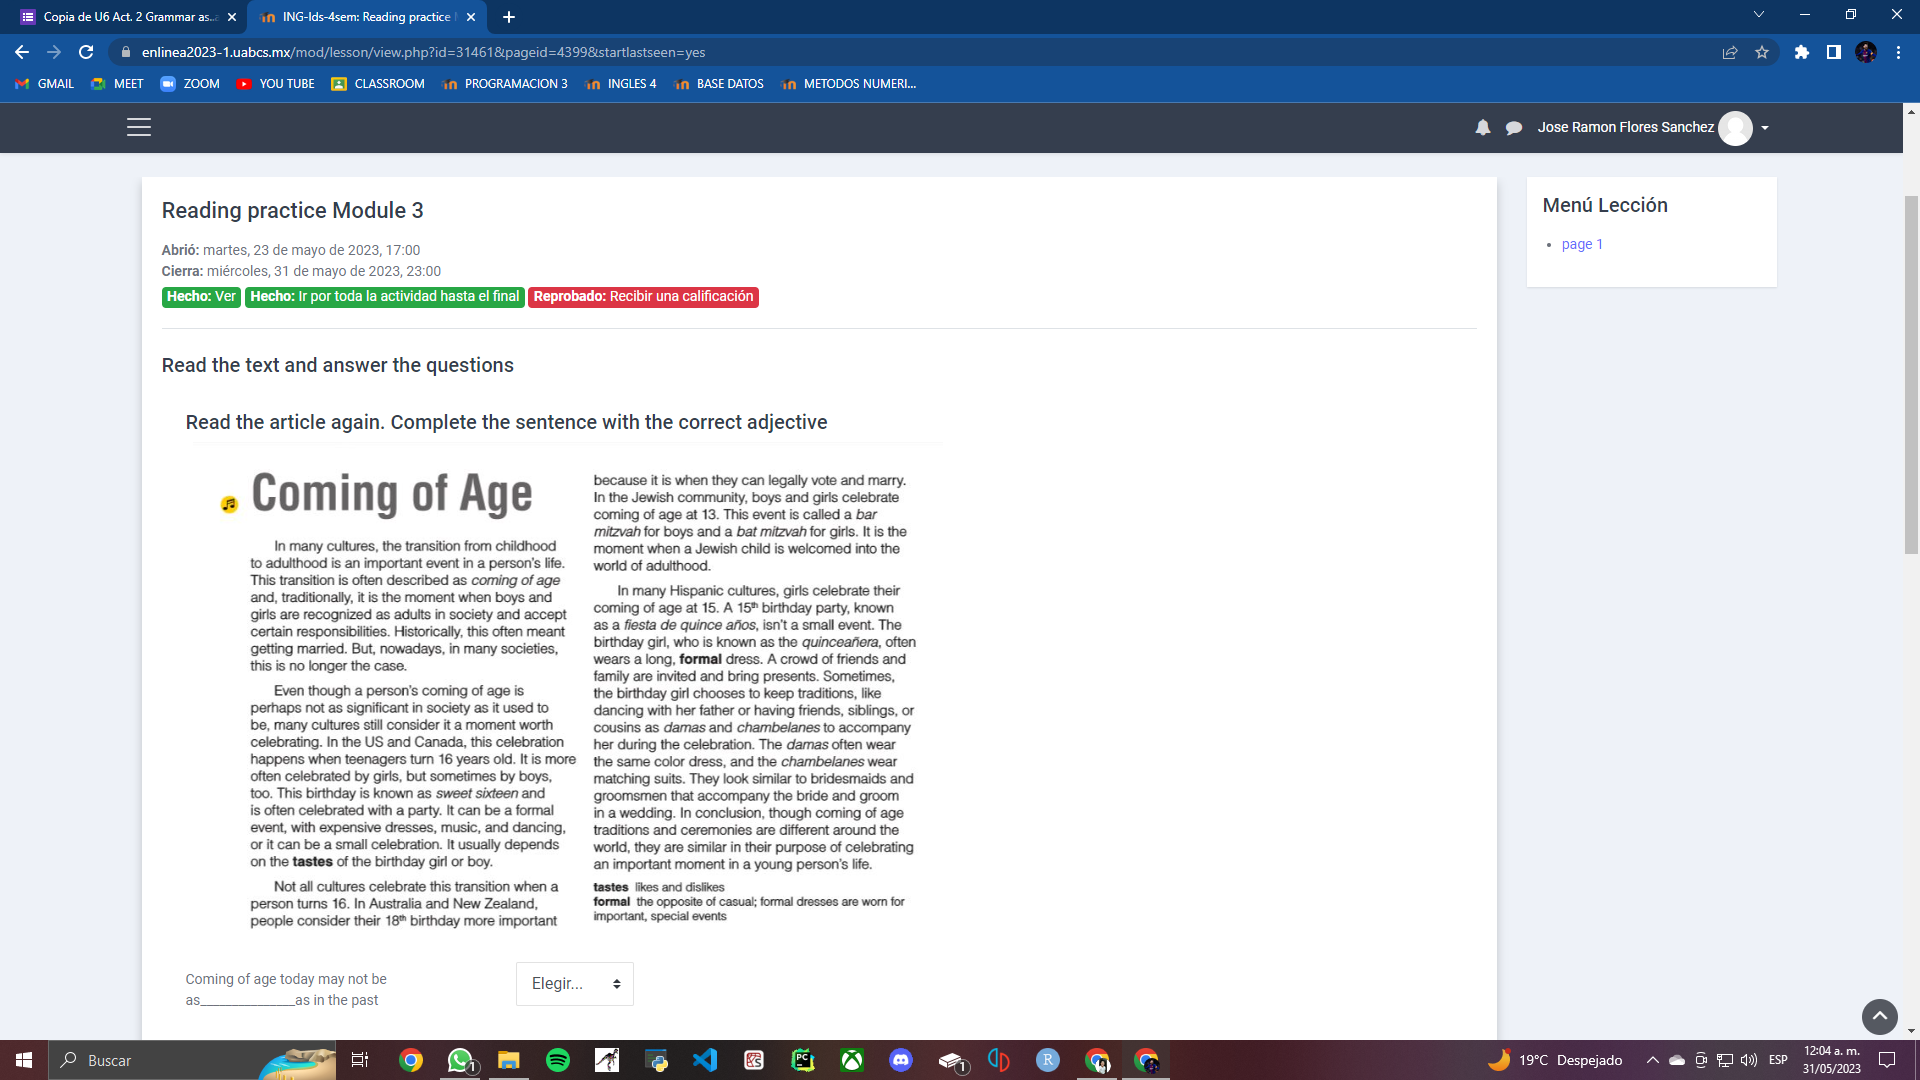 Copia de U6 Act. 2 Grammar as..
ING-Ids-4sem: Reading practice
enlinea2023-1.uabcs.mx/mod/lesson/view.php?id=31461&pageid=4399&startlastseen=yes
GMAIL
MEET
ZOOM
YOU TUBE
CLASSROOM
PROGRAMACION 3
INGLES 4
BASE DATOS
METODOS NUMERI...
Jose Ramon Flores Sanchez
Reading practice Module 3
Abrió: martes, 23 de mayo de 2023, 17:00
Cierra: miércoles, 31 de mayo de 2023, 23:00
Hecho: Ver
Hecho: Ir por toda la actividad hasta el final
Reprobado: Recibir una calificación
Menú Lección
page 1
Read the text and answer the questions
Read the article again. Complete the sentence with the correct adjective
Coming of Age
In many cultures, the transition from childhood
to adulthood is an important event in a person's life.
This transition is often described as coming of age
and, traditionally, it is the moment when boys and
girls are recognized as adults in society and accept
certain responsibilities. Historically, this often meant
getting married. But, nowadays, in many societies,
this is no longer the case.
Even though a person's coming of age is
perhaps not as significant in society as it used to
be, many cultures still consider it a moment worth
celebrating. In the US and Canada, this celebration
happens when teenagers turn 16 years old. It is more
often celebrated by girls, but sometimes by boys,
too. This birthday is known as sweet sixteen and
is often celebrated with a party. It can be a formal
event, with expensive dresses, music, and dancing,
or it can be a small celebration. It usually depends
on the tastes of the birthday girl or boy.
Not all cultures celebrate this transition when a
person turns 16. In Australia and New Zealand,
people consider their 18th birthday more important
because it is when they can legally vote and marry.
In the Jewish community, boys and girls celebrate
coming of age at 13. This event is called a bar
mitzvah for boys and a bat mitzvah for girls. It is the
moment when a Jewish child is welcomed into the
world of adulthood.
In many Hispanic cultures, girls celebrate their
coming of age at 15. A 15th birthday party, known
as a fiesta de quince años, isn't a small event. The
birthday girl, who is known as the quinceañera, often
wears a long, formal dress. A crowd of friends and
family are invited and bring presents. Sometimes,
the birthday girl chooses to keep traditions, like
dancing with her father or having friends, siblings, or
cousins as damas and chambelanes to accompany
her during the celebration. The damas often wear
the same color dress, and the chambelanes wear
matching suits. They look similar to bridesmaids and
groomsmen that accompany the bride and groom
in a wedding. In conclusion, though coming of age
traditions and ceremonies are different around the
world, they are similar in their purpose of celebrating
an important moment in a young person's life.
tastes likes and dislikes
formal the opposite of casual; formal dresses are worn for
important, special events
Coming of age today may not be
as______________as in the past
Elegir...
Buscar
19°C Despejado
ESP
12:04 a. m.
31/05/2023